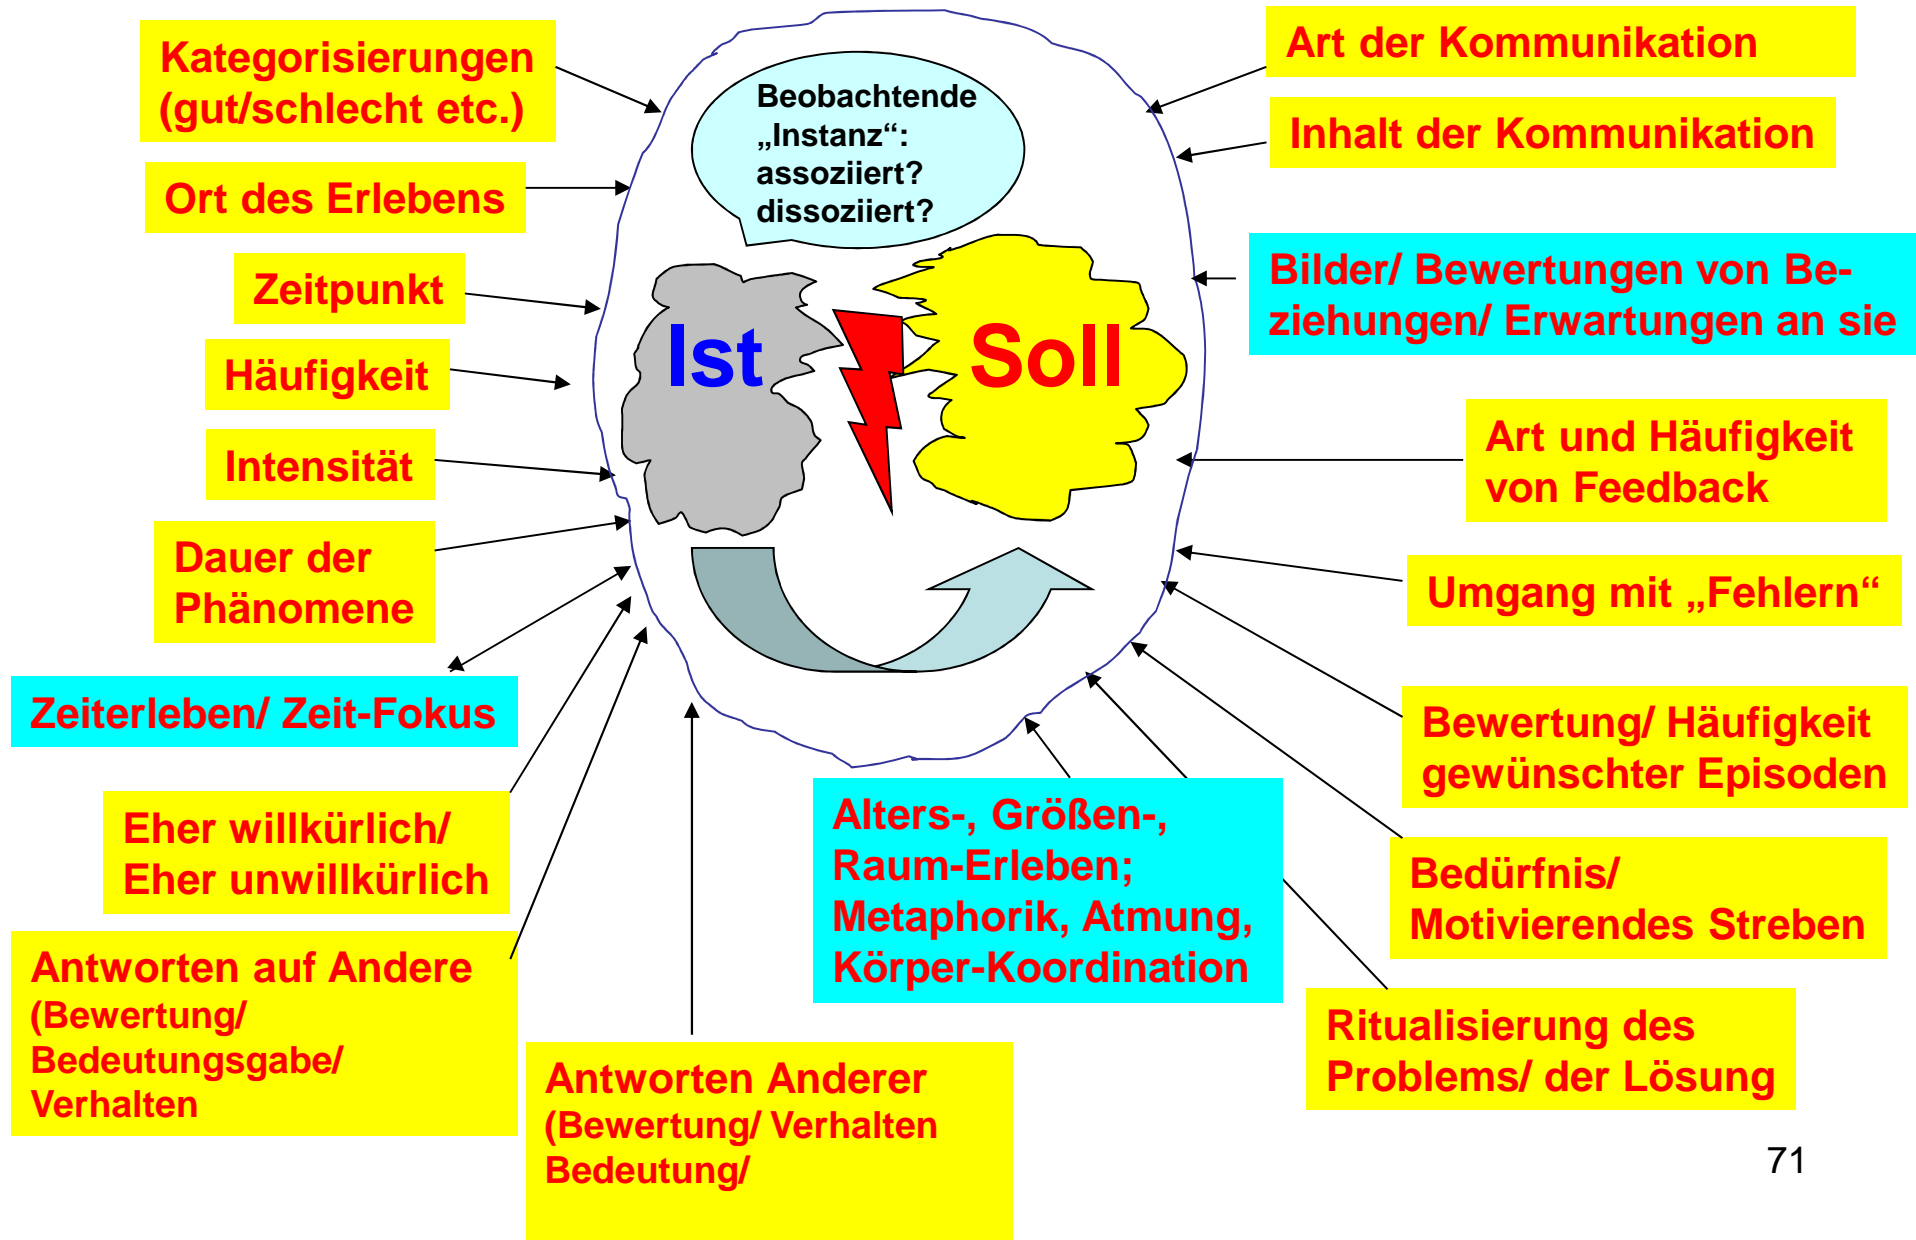 Kategorisierungen
(gut/schlecht etc.)
Ort des Erlebens
Zeitpunkt
Häufigkeit
Intensität
Dauer der
Phänomene
Zeiterleben/ Zeit-Fokus
Eher willkürlich/
Eher unwillkürlich
Antworten auf Andere
(Bewertung/
Bedeutungsgabe/
Verhalten
Beobachtende
„Instanz“:
assoziiert?
dissoziiert?
Ist
Soll
Antworten Anderer
(Bewertung/ Verhalten
Bedeutung/
Alters-, Größen-,
Raum-Erleben;
Metaphorik, Atmung,
Körper-Koordination
Art der Kommunikation
Inhalt der Kommunikation
Bilder/ Bewertungen von Be-
ziehungen/ Erwartungen an sie
Art und Häufigkeit
von Feedback
Umgang mit „Fehlern“
Bewertung/ Häufigkeit
gewünschter Episoden
Bedürfnis/
Motivierendes Streben
Ritualisierung des
Problems/ der Lösung
71